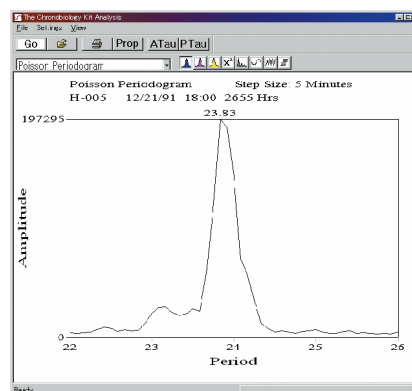 The Chronobiology Kit Analysis
File Settings View
Go Prop ATau PTau
Poisson Periodogram
Poisson Periodogram Step Size: 5 Minutes
H-005 12/21/91 18:00 2655 Hrs
23.83
197295
Amplitude
0
22 23 24 25 26
Period
Ready